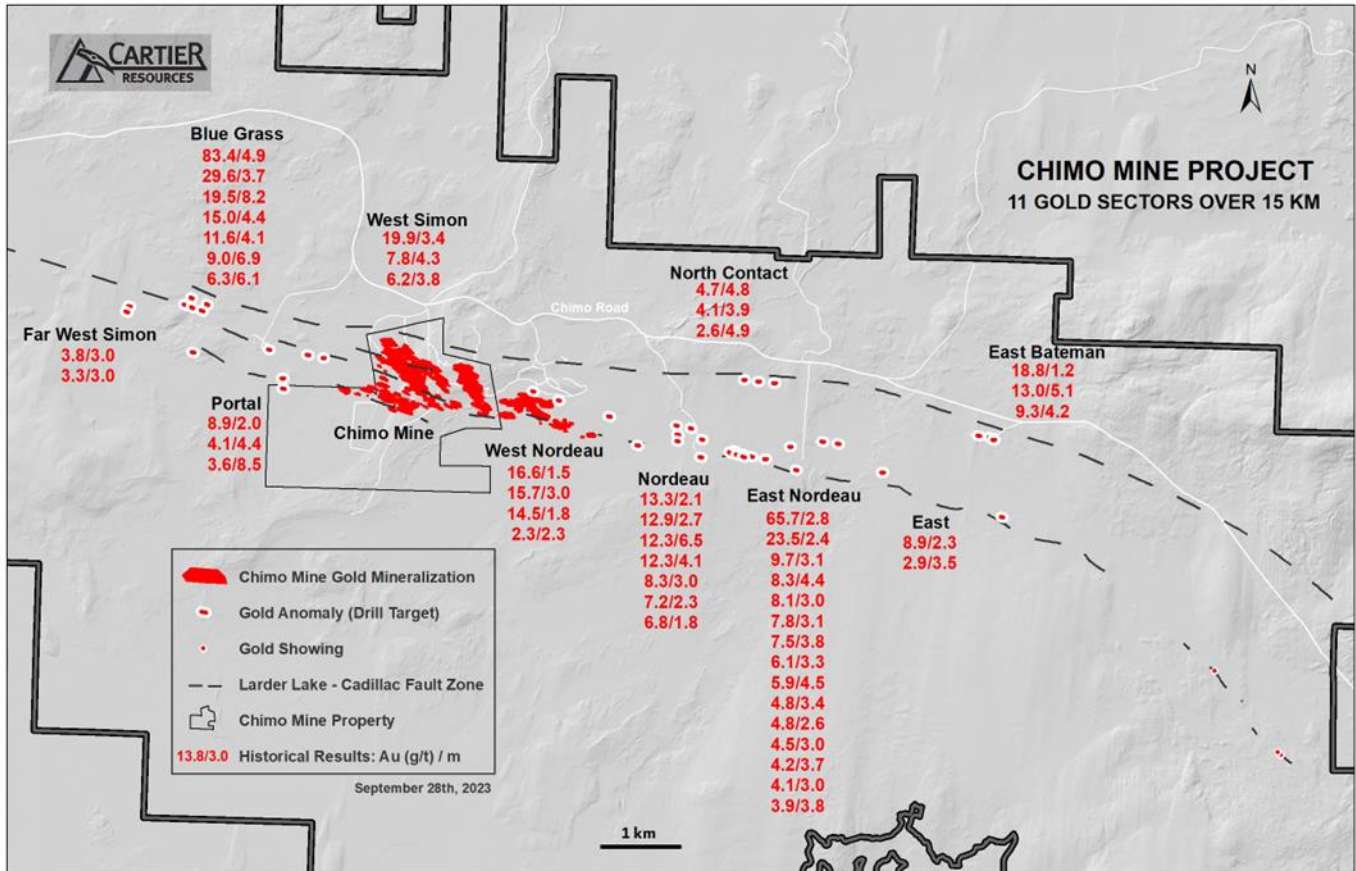 CARTIER
RESOURCES
N
CHIMO MINE PROJECT
11 GOLD SECTORS OVER 15 KM
Blue Grass
83.4/4.9
29.6/3.7
19.5/8.2
15.0/4.4
11.6/4.1
9.0/6.9
6.3/6.1
West Simon
19.9/3.4
7.8/4.3
6.2/3.8
North Contact
4.7/4.8
4.1/3.9
2.6/4.9
Chimo Road
Far West Simon
3.8/3.0
3.3/3.0
East Bateman
18.8/1.2
13.0/5.1
9.3/4.2
Portal
8.9/2.0
4.1/4.4
3.6/8.5
Chimo Mine
West Nordeau
16.6/1.5
15.7/3.0
14.5/1.8
2.3/2.3
Nordeau
13.3/2.1
12.9/2.7
12.3/6.5
12.3/4.1
8.3/3.0
7.2/2.3
6.8/1.8
East Nordeau
65.7/2.8
23.5/2.4
9.7/3.1
8.3/4.4
8.1/3.0
7.8/3.1
7.5/3.8
6.1/3.3
5.9/4.5
4.8/3.4
4.8/2.6
4.5/3.0
4.2/3.7
4.1/3.0
3.9/3.8
East
8.9/2.3
2.9/3.5
Chimo Mine Gold Mineralization
Gold Anomaly (Drill Target)
Gold Showing
Larder Lake - Cadillac Fault Zone
Chimo Mine Property
13.8/3.0 Historical Results: Au (g/t) / m
September 28th, 2023
1 km